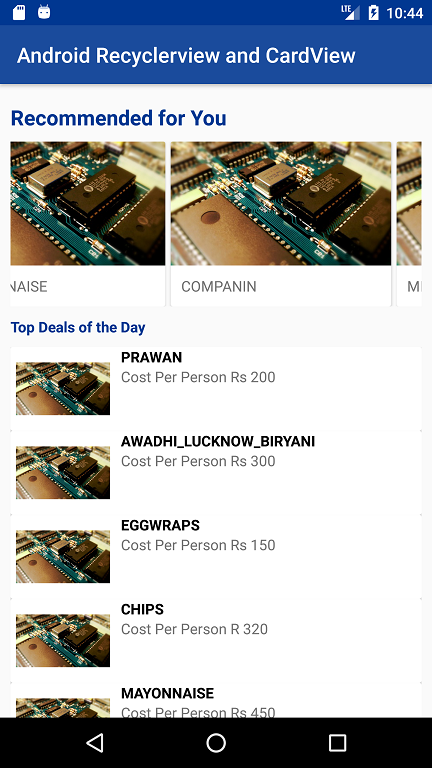 LTE 10:44
Android Recyclerview and CardView
Recommended for You
NAISE COMPANIN
Top Deals of the Day
PRAWAN
Cost Per Person Rs 200
AWADHI_LUCKNOW_BIRYANI
Cost Per Person Rs 300
EGGWRAPS
Cost Per Person Rs 150
CHIPS
Cost Per Person R 320
MAYONNAISE
Cost Per Person Rs 450